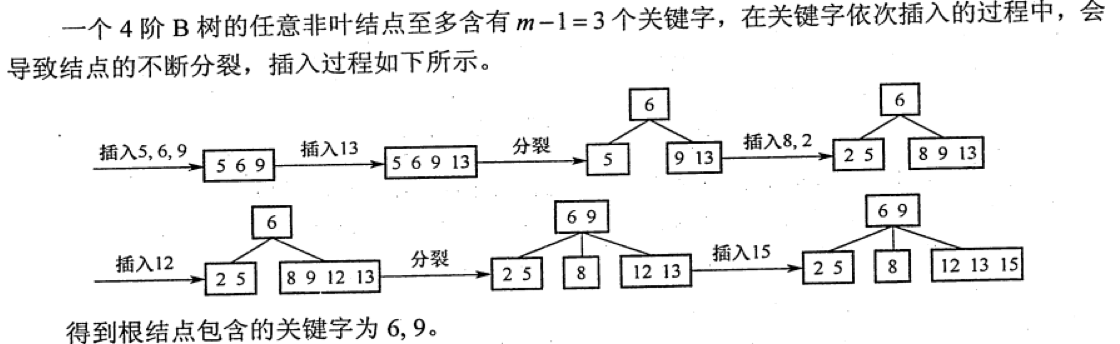 一个 4 阶 B 树的任意非叶结点至多含有 m−1=3 个关键字，在关键字依次插入的过程中，会
导致结点的不断分裂，插入过程如下所示。
插入5, 6, 9
5 6 9
插入13
5 6 9 13
分裂
6
5
9 13
插入8, 2
6
2 5
8 9 13
插入12
6
2 5
8 9 12 13
分裂
6 9
2 5
8
12 13
插入15
6 9
2 5
8
12 13 15
得到根结点包含的关键字为 6, 9。